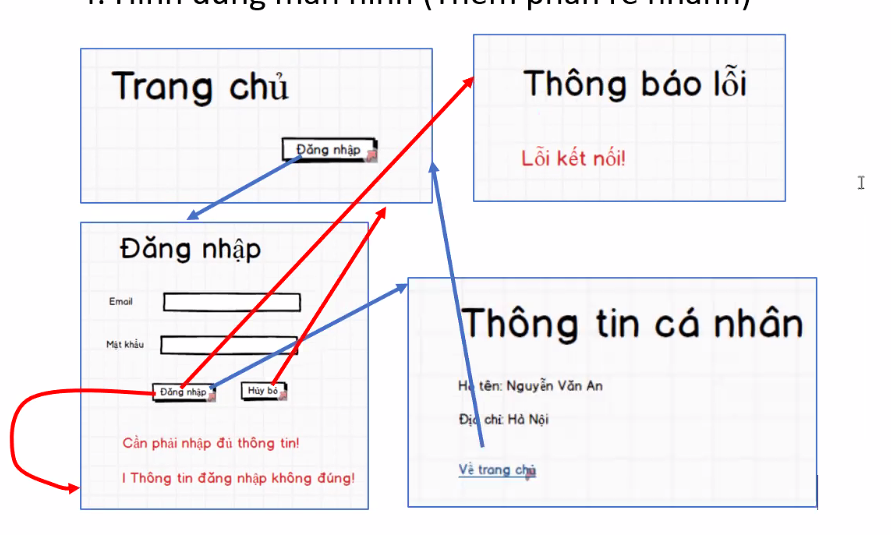 Trang chủ
Đăng nhập
Thông báo lỗi
Lỗi kết nối!
Đăng nhập
Email
Mật khẩu
Đăng nhập
Hủy bỏ
Cần phải nhập đủ thông tin!
I Thông tin đăng nhập không đúng!
Thông tin cá nhân
Họ tên: Nguyễn Văn An
Địa chỉ: Hà Nội
Về trang chủ